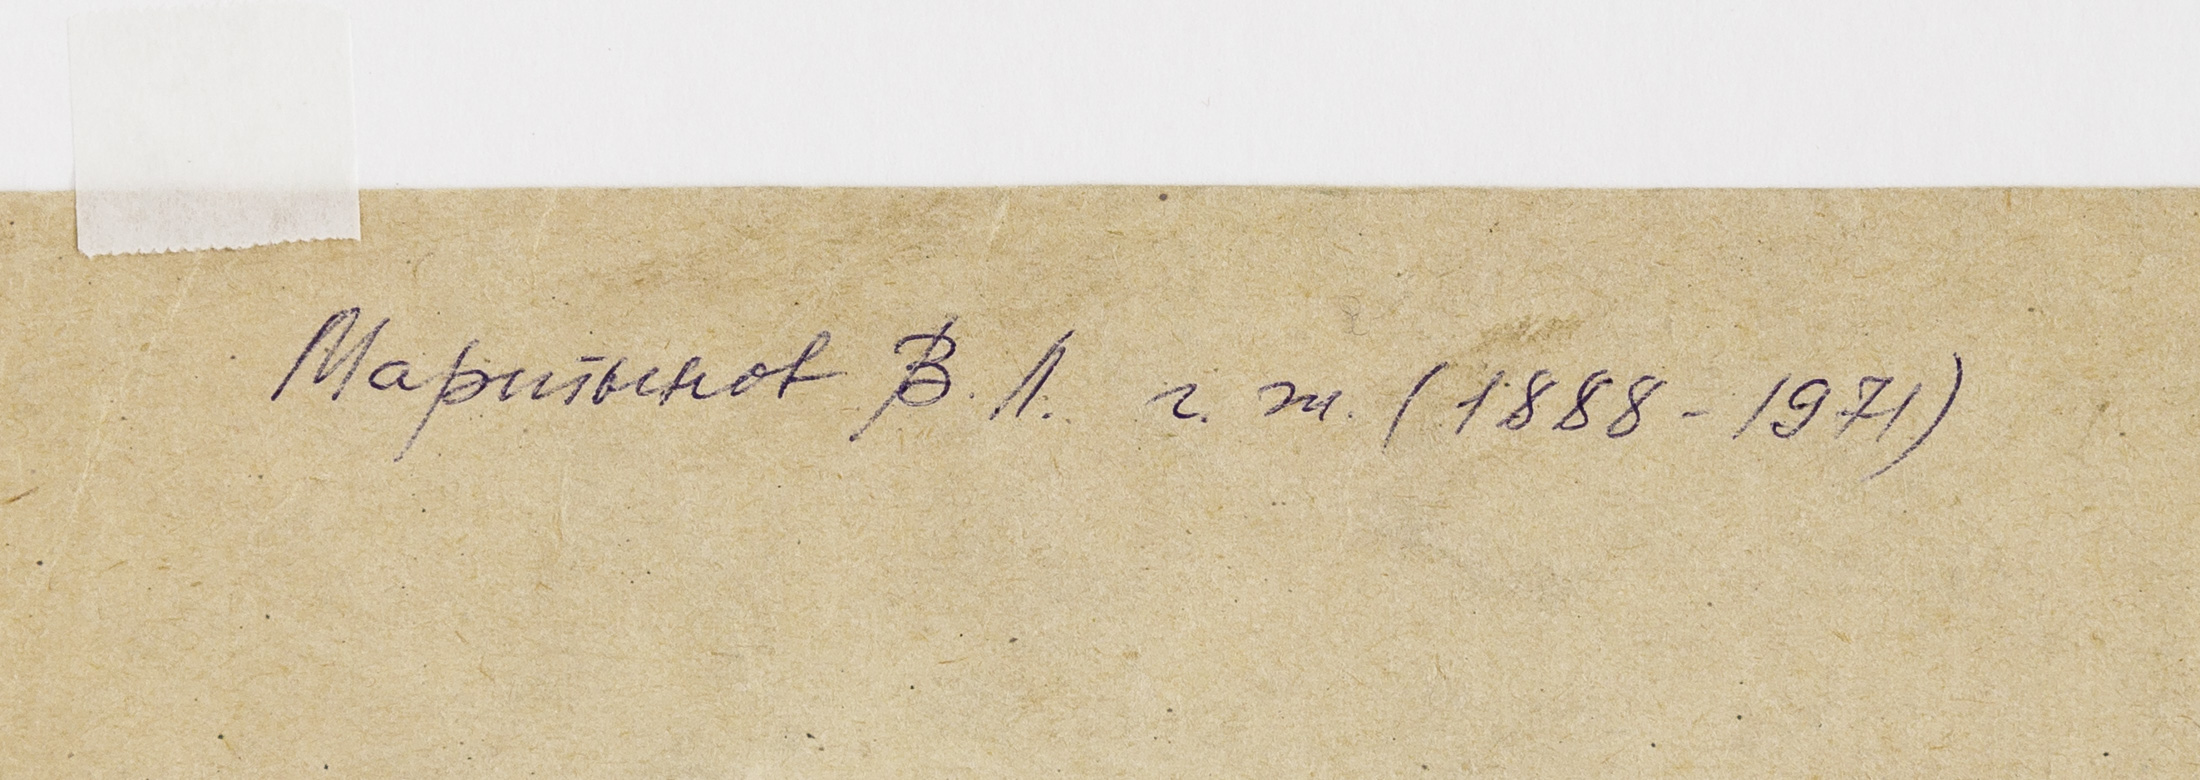 Мартынов В. Л. г. ж. (1888 - 1971)